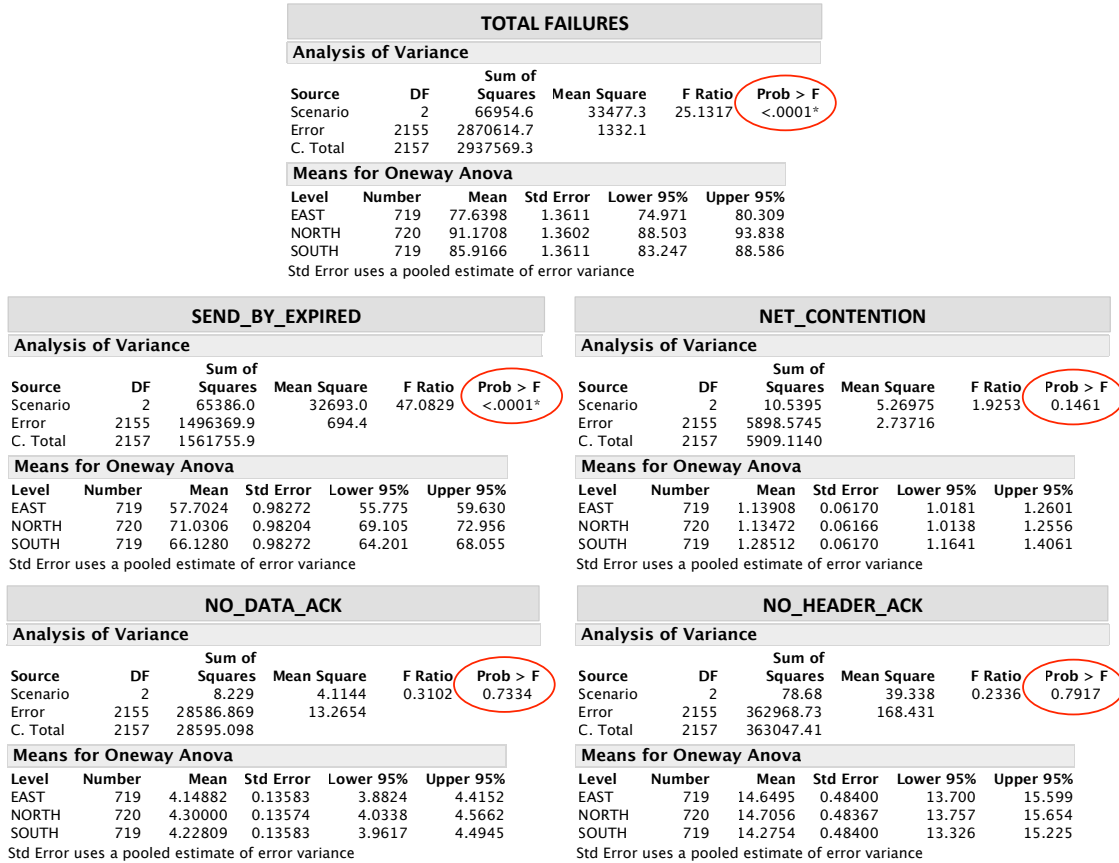 TOTAL FAILURES
Analysis of Variance
Sum of
Source DF Squares Mean Square F Ratio Prob > F
Scenario 2 66954.6 33477.3 25.1317 <.0001*
Error 2155 2870614.7 1332.1
C. Total 2157 2937569.3
Means for Oneway Anova
Level Number Mean Std Error Lower 95% Upper 95%
EAST 719 77.6398 1.3611 74.971 80.309
NORTH 720 91.1708 1.3602 88.503 93.838
SOUTH 719 85.9166 1.3611 83.247 88.586
Std Error uses a pooled estimate of error variance
SEND_BY_EXPIRED
Analysis of Variance
Sum of
Source DF Squares Mean Square F Ratio Prob > F
Scenario 2 65386.0 32693.0 47.0829 <.0001*
Error 2155 1496369.9 694.4
C. Total 2157 1561755.9
Means for Oneway Anova
Level Number Mean Std Error Lower 95% Upper 95%
EAST 719 57.7024 0.98272 55.775 59.630
NORTH 720 71.0306 0.98204 69.105 72.956
SOUTH 719 66.1280 0.98272 64.201 68.055
Std Error uses a pooled estimate of error variance
NET_CONTENTION
Analysis of Variance
Sum of
Source DF Squares Mean Square F Ratio Prob > F
Scenario 2 10.5395 5.26975 1.9253 0.1461
Error 2155 5898.5745 2.73716
C. Total 2157 5909.1140
Means for Oneway Anova
Level Number Mean Std Error Lower 95% Upper 95%
EAST 719 1.13908 0.06170 1.0181 1.2601
NORTH 720 1.13472 0.06166 1.0138 1.2556
SOUTH 719 1.28512 0.06170 1.1641 1.4061
Std Error uses a pooled estimate of error variance
NO_DATA_ACK
Analysis of Variance
Sum of
Source DF Squares Mean Square F Ratio Prob > F
Scenario 2 8.229 4.1144 0.3102 0.7334
Error 2155 28586.869 13.2654
C. Total 2157 28595.098
Means for Oneway Anova
Level Number Mean Std Error Lower 95% Upper 95%
EAST 719 4.14882 0.13583 3.8824 4.4152
NORTH 720 4.30000 0.13574 4.0338 4.5662
SOUTH 719 4.22809 0.13583 3.9617 4.4945
Std Error uses a pooled estimate of error variance
NO_HEADER_ACK
Analysis of Variance
Sum of
Source DF Squares Mean Square F Ratio Prob > F
Scenario 2 78.68 39.338 0.2336 0.7917
Error 2155 362968.73 168.431
C. Total 2157 363047.41
Means for Oneway Anova
Level Number Mean Std Error Lower 95% Upper 95%
EAST 719 14.6495 0.48400 13.700 15.599
NORTH 720 14.7056 0.48367 13.757 15.654
SOUTH 719 14.2754 0.48400 13.326 15.225
Std Error uses a pooled estimate of error variance